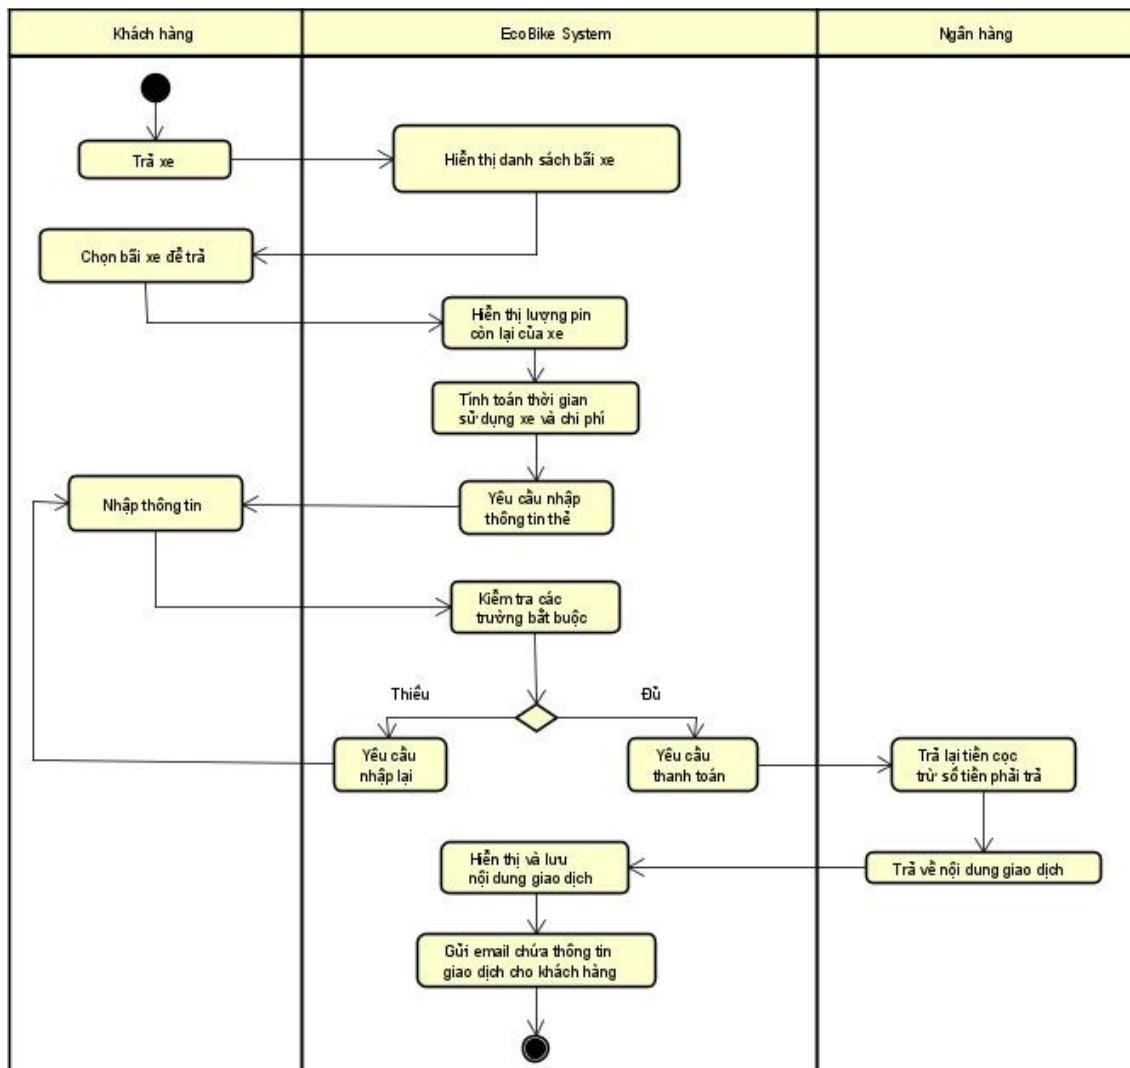 Khách hàng
EcoBike System
Ngân hàng
Trả xe
Hiển thị danh sách bãi xe
Chọn bãi xe để trả
Hiển thị lượng pin
còn lại của xe
Tính toán thời gian
sử dụng xe và chi phí
Nhập thông tin
Yêu cầu nhập
thông tin thẻ
Kiểm tra các
trường bắt buộc
Thiếu
Đủ
Yêu cầu
nhập lại
Yêu cầu
thanh toán
Trả lại tiền cọc
trừ số tiền phải trả
Hiển thị và lưu
nội dung giao dịch
Trả về nội dung giao dịch
Gửi email chứa thông tin
giao dịch cho khách hàng